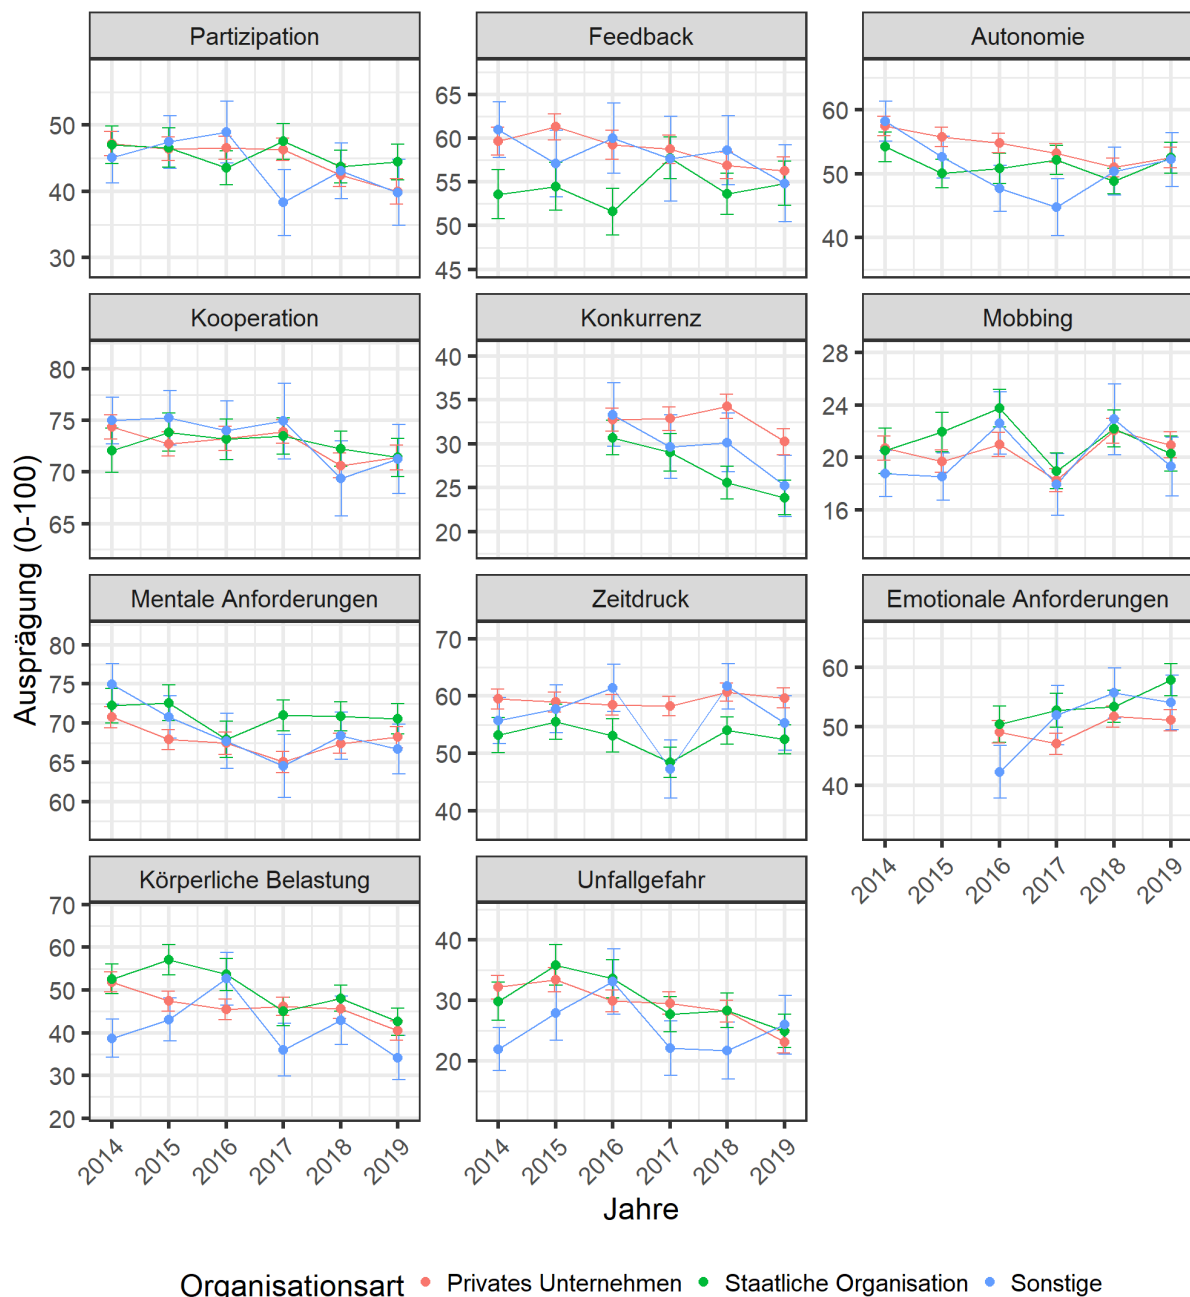 Partizipation
Feedback
Autonomie
50
40
30
65
60
55
50
45
60
50
40
Kooperation
Konkurrenz
Mobbing
80
75
70
65
40
35
30
25
20
28
24
20
16
Ausprägung (0-100)
Mentale Anforderungen
Zeitdruck
Emotionale Anforderungen
80
75
70
65
60
70
60
50
40
60
50
40
2014 2015 2016 2017 2018 2019
Körperliche Belastung
Unfallgefahr
70
60
50
40
30
20
40
30
20
2014 2015 2016 2017 2018 2019
2014 2015 2016 2017 2018 2019
Jahre
Organisationsart Privates Unternehmen Staatliche Organisation Sonstige